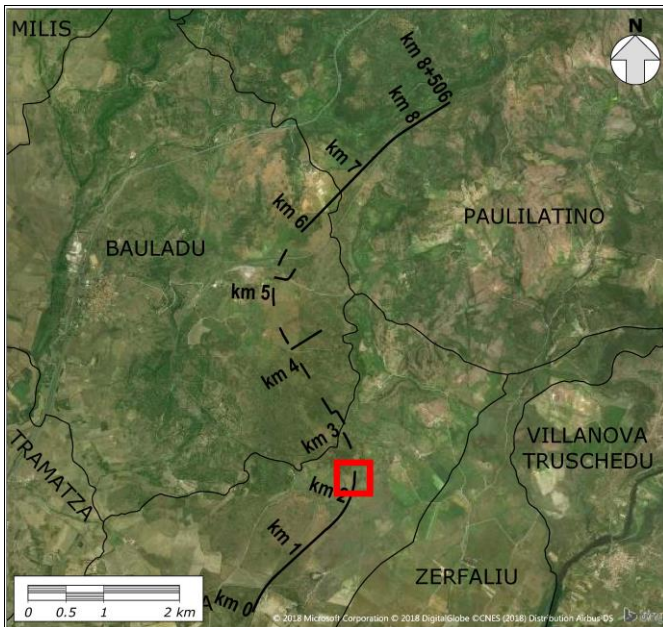 MILIS
N
km 8+506
km 8
km 7
km 6
PAULILATINO
BAULADU
km 5
km 4
km 3
VILLANOVA
TRUSCHEDU
TRAMATZA
km 2
km 1
ZERFALIU
km 0
0 0.5 1 2 km
© 2018 Microsoft Corporation © 2018 DigitalGlobe ©CNES (2018) Distribution Airbus DS